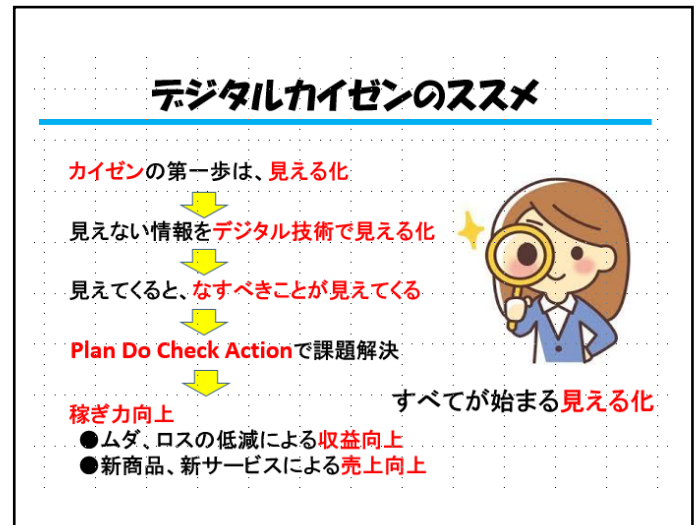 デジタルカイゼンのススメ
カイゼンの第一歩は、見える化
見えない情報をデジタル技術で見える化
見えてくると、なすべきことが見えてくる
Plan Do Check Actionで課題解決
稼ぎ力向上
●ムダ、ロスの低減による収益向上
●新商品、新サービスによる売上向上
すべてが始まる見える化